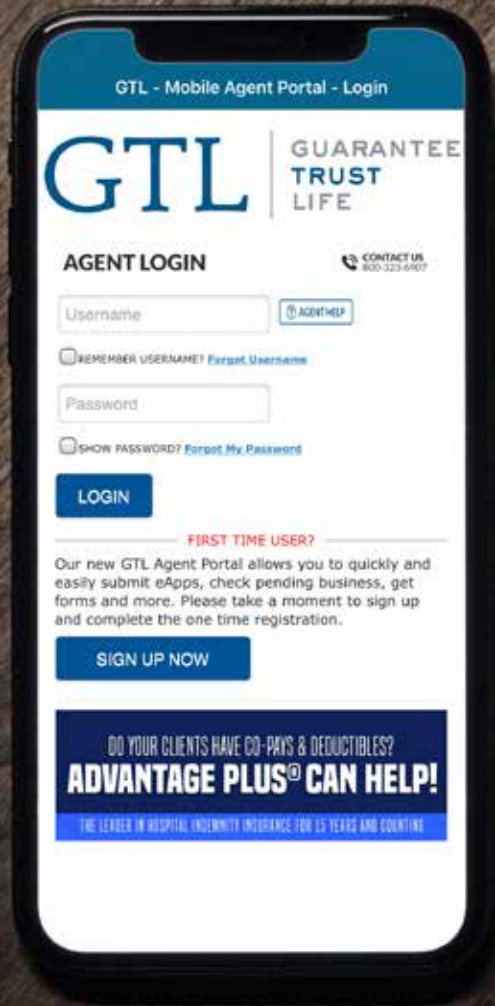 GTL - Mobile Agent Portal - Login
GTL
GUARANTEE
TRUST
LIFE
AGENT LOGIN
CONTACT US
800-323-6907
Username
AGENT HELP
REMEMBER USERNAME? Forgot Username
Password
SHOW PASSWORD? Forgot My Password
LOGIN
FIRST TIME USER?
Our new GTL Agent Portal allows you to quickly and
easily submit eApps, check pending business, get
forms and more. Please take a moment to sign up
and complete the one time registration.
SIGN UP NOW
DO YOUR CLIENTS HAVE CO-PAYS & DEDUCTIBLES?
ADVANTAGE PLUS® CAN HELP!
THE LEADER IN HOSPITAL INDEMNITY INSURANCE FOR 15 YEARS AND COUNTING